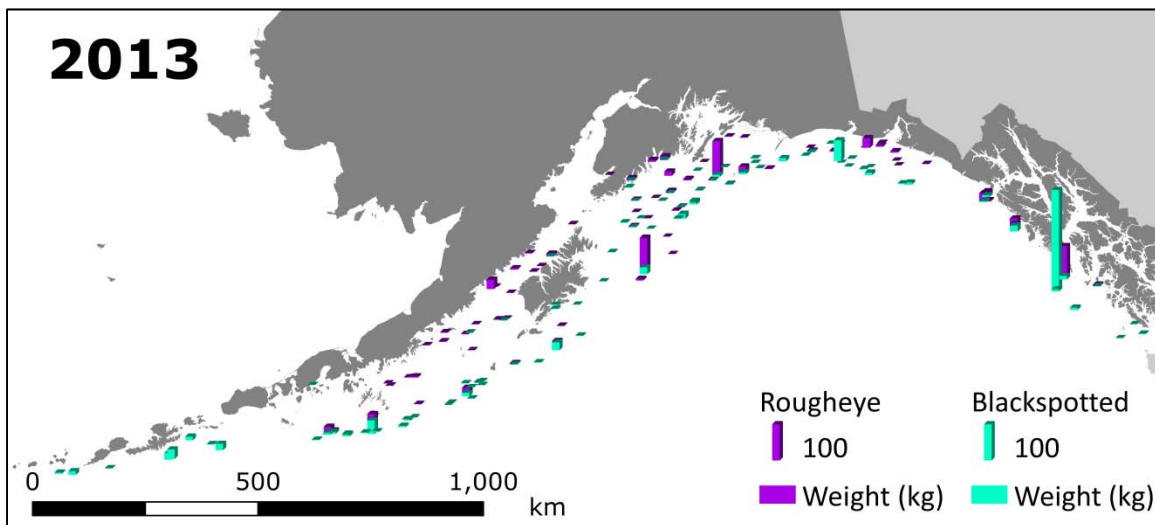 2013
Rougheye Blackspotted
100 100
Weight (kg) Weight (kg)
0 500 1,000
km